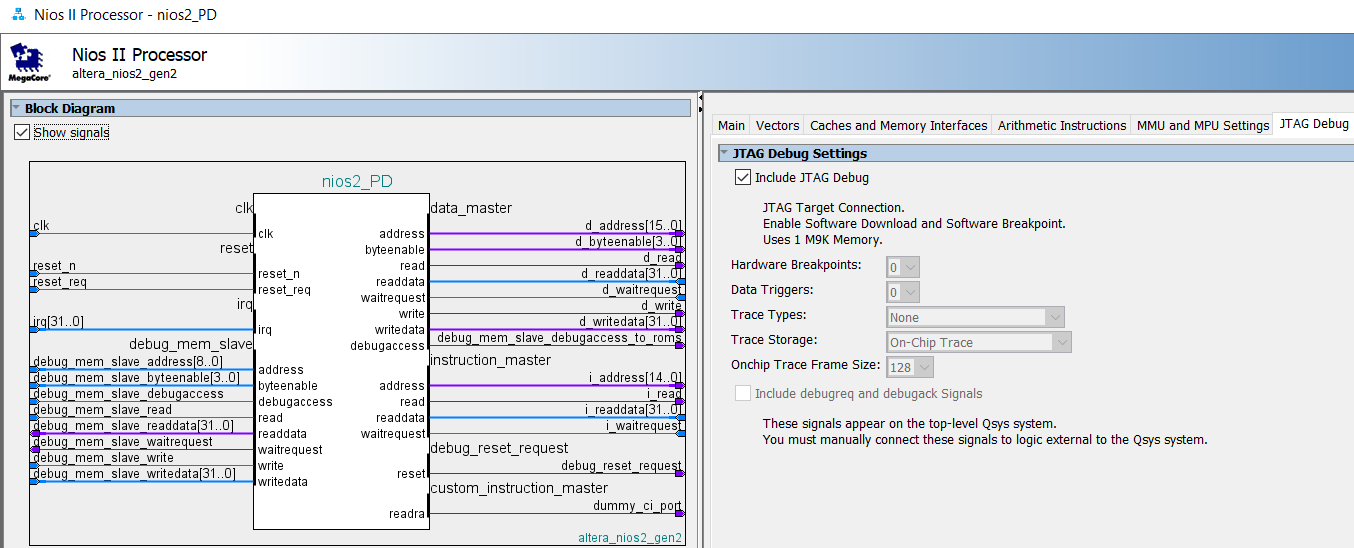 Nios II Processor - nios2_PD
MegaCore®
Nios II Processor
altera_nios2_gen2
Block Diagram
Show signals
nios2_PD
clk
clk
clk
reset
reset_n
reset_n
reset_req
reset_req
irq
irq[31..0]
irq
debug_mem_slave
debug_mem_slave_address[8..0]
address
debug_mem_slave_byteenable[3..0]
byteenable
debug_mem_slave_debugaccess
debugaccess
debug_mem_slave_read
read
debug_mem_slave_readdata[31..0]
readdata
debug_mem_slave_waitrequest
waitrequest
debug_mem_slave_write
write
debug_mem_slave_writedata[31..0]
writedata
data_master
d_address[15..0]
address
d_byteenable[3..0]
byteenable
d_read
read
d_readdata[31..0]
readdata
d_waitrequest
waitrequest
d_write
write
d_writedata[31..0]
writedata
debug_mem_slave_debugaccess_to_roms
debugaccess
instruction_master
i_address[14..0]
address
i_read
read
i_readdata[31..0]
readdata
i_waitrequest
waitrequest
debug_reset_request
debug_reset_request
reset
custom_instruction_master
dummy_ci_port
readra
altera_nios2_gen2
Main Vectors Caches and Memory Interfaces Arithmetic Instructions MMU and MPU Settings JTAG Debug
JTAG Debug Settings
Include JTAG Debug
JTAG Target Connection.
Enable Software Download and Software Breakpoint.
Uses 1 M9K Memory.
Hardware Breakpoints: 0
Data Triggers: 0
Trace Types: None
Trace Storage: On-Chip Trace
Onchip Trace Frame Size: 128
Include debugreq and debugack Signals
These signals appear on the top-level Qsys system.
You must manually connect these signals to logic external to the Qsys system.